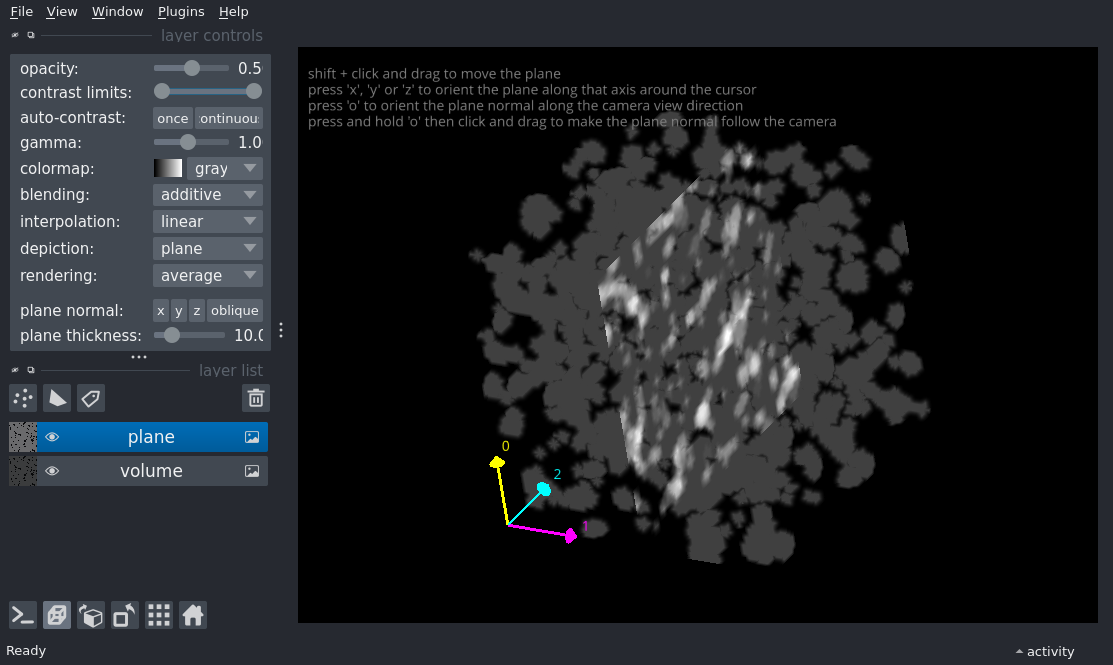 File View Window Plugins Help
layer controls
opacity: 0.5
contrast limits:
auto-contrast: once ontinuou
gamma: 1.0
colormap: gray
blending: additive
interpolation: linear
depiction: plane
rendering: average
plane normal: x y z oblique
plane thickness: 10.0
layer list
plane
volume
shift + click and drag to move the plane
press 'x', 'y' or 'z' to orient the plane along that axis around the cursor
press 'o' to orient the plane normal along the camera view direction
press and hold 'o' then click and drag to make the plane normal follow the camera
0
2
1
Ready
activity